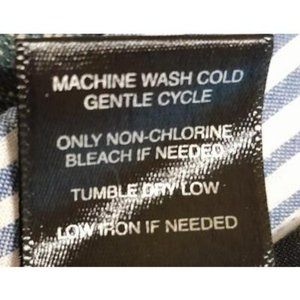 MACHINE WASH COLD
GENTLE CYCLE
ONLY NON-CHLORINE
BLEACH IF NEEDED
TUMBLE DRY LOW
LOW IRON IF NEEDED